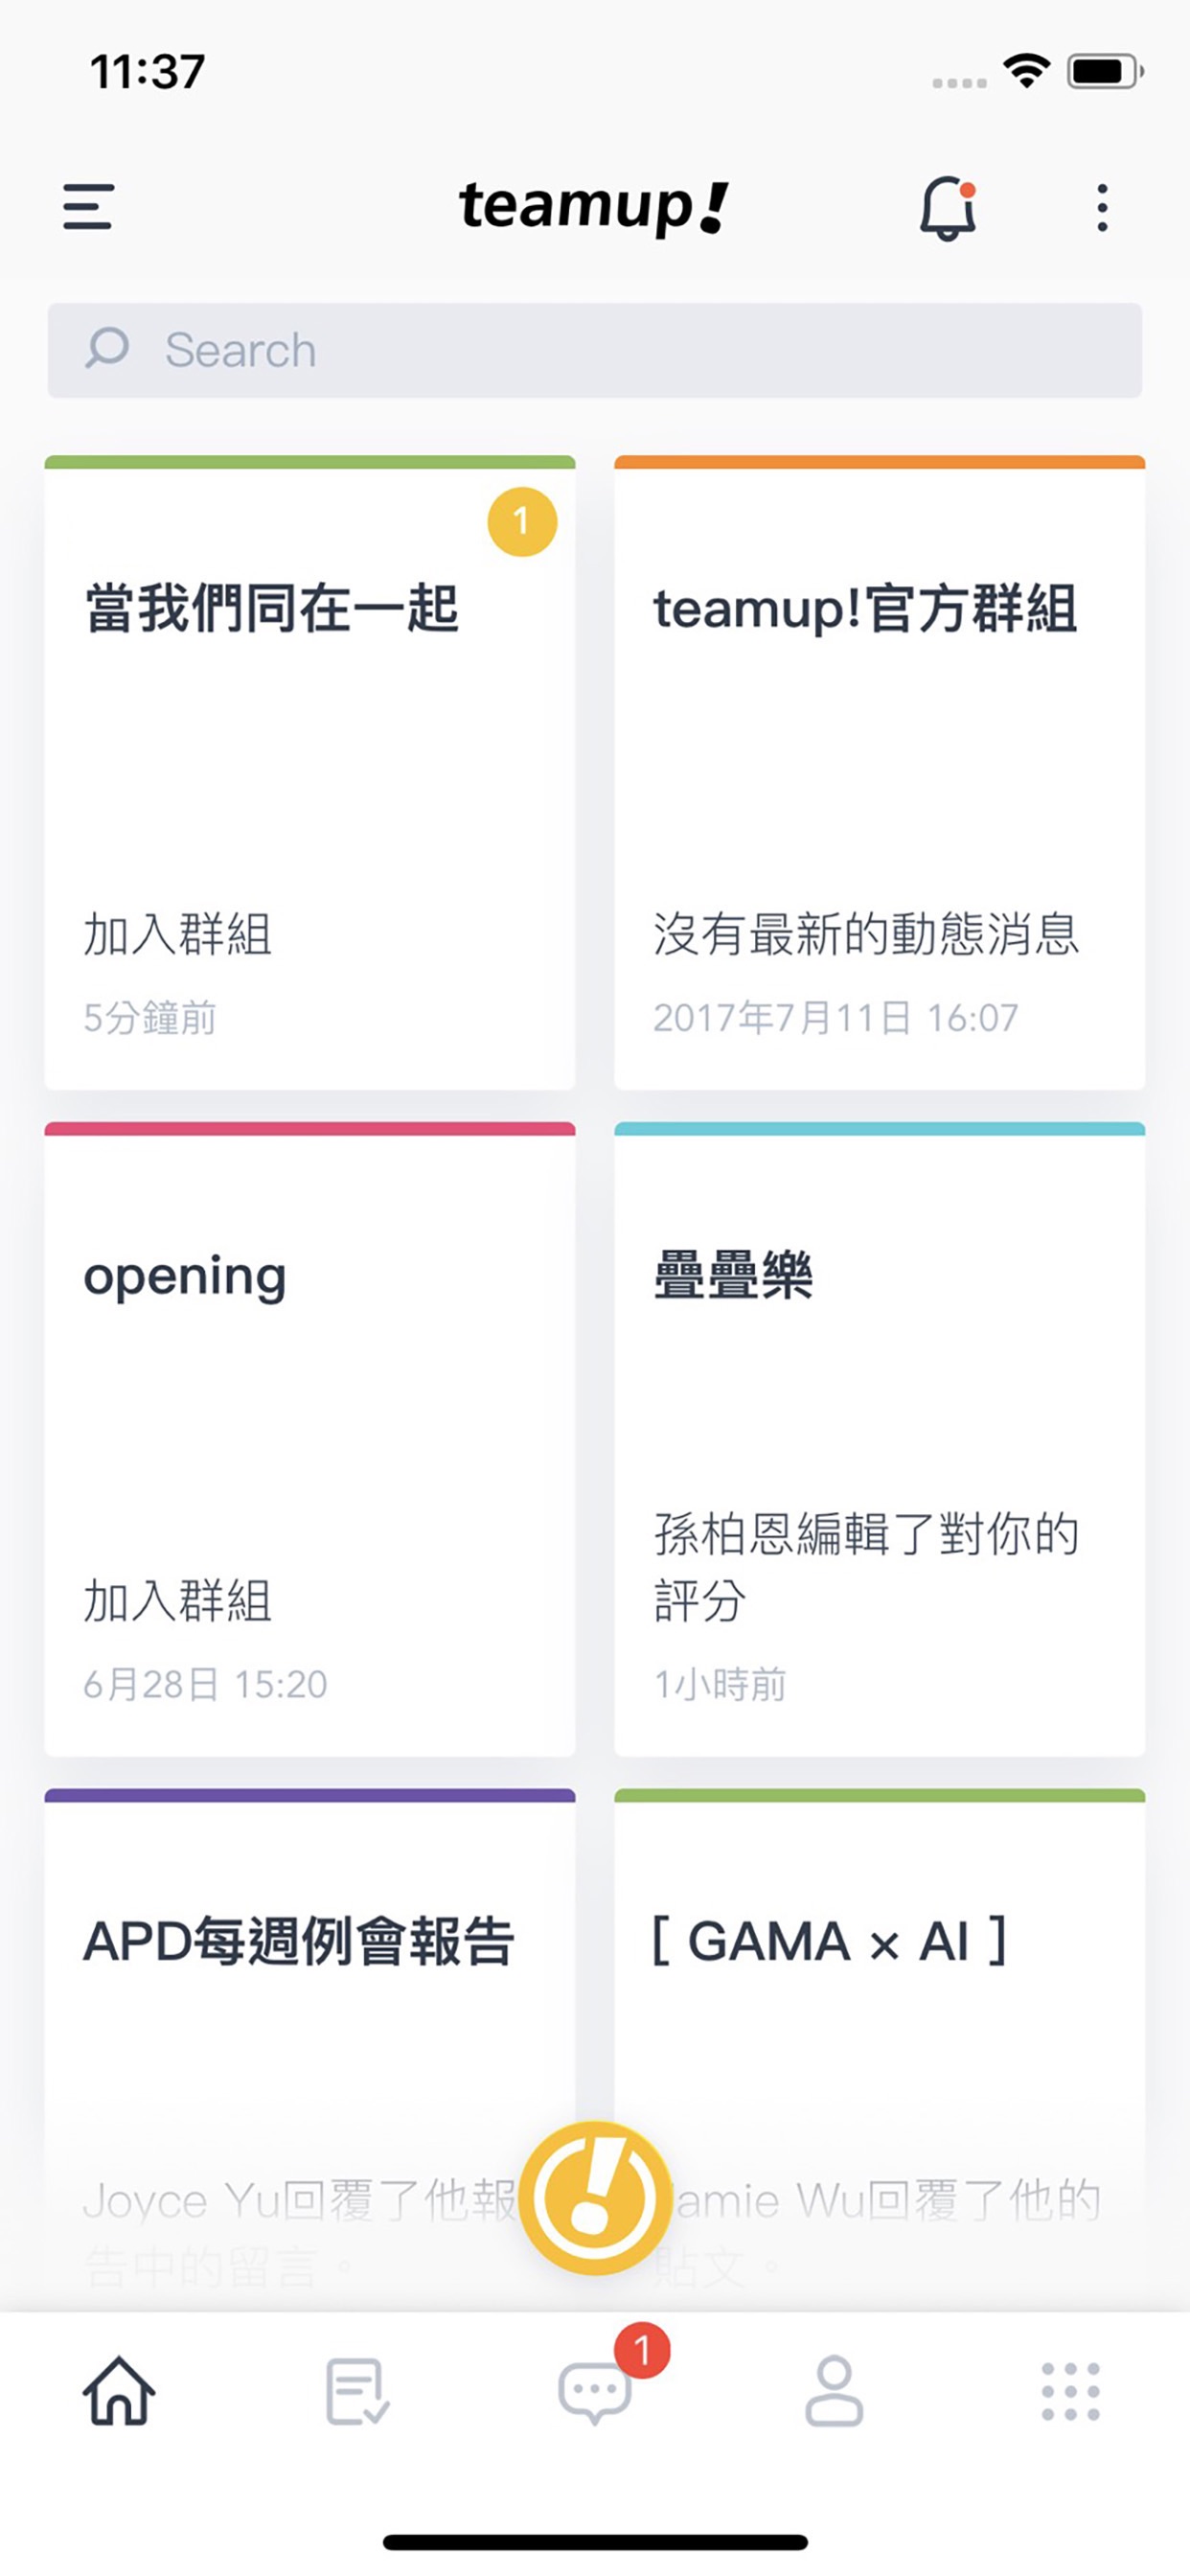 11:37
teamup!
Search
1
當我們同在一起
加入群組
5分鐘前
teamup!官方群組
沒有最新的動態消息
2017年7月11日 16:07
opening
加入群組
6月28日 15:20
疊疊樂
孫柏恩編輯了對你的
評分
1小時前
APD每週例會報告
Joyce Yu回覆了他報
告中的留言。
[ GAMA × AI ]
amie Wu回覆了他的
貼文。
1